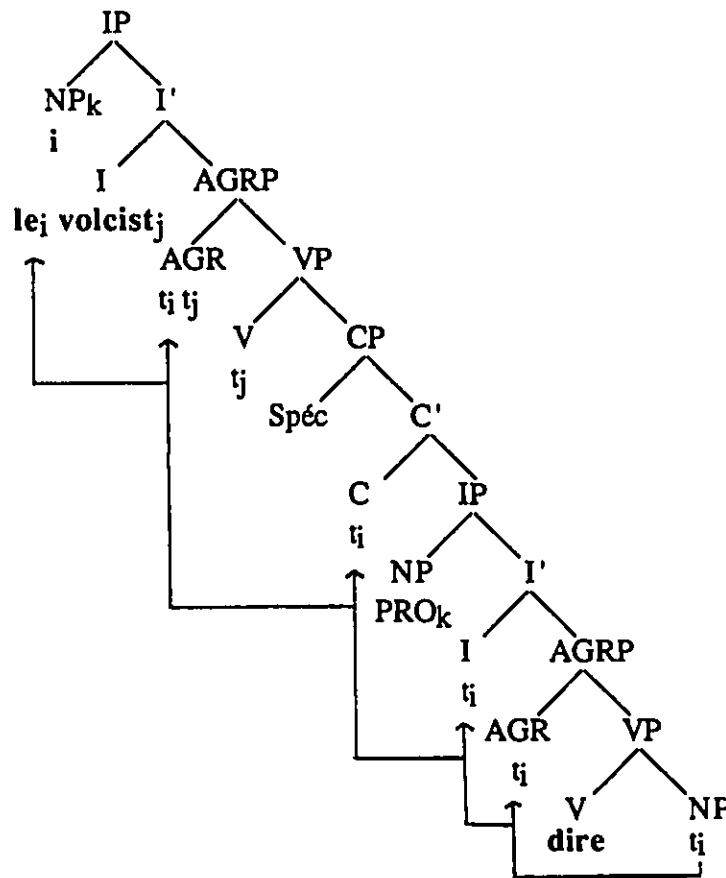 IP
NPk I'
i
I AGRP
lei volcistj
AGR VP
ti tj
V CP
tj
Spéc C'
C IP
ti
NP I'
PROk
I AGRP
ti
AGR VP
ti
V NP
dire ti